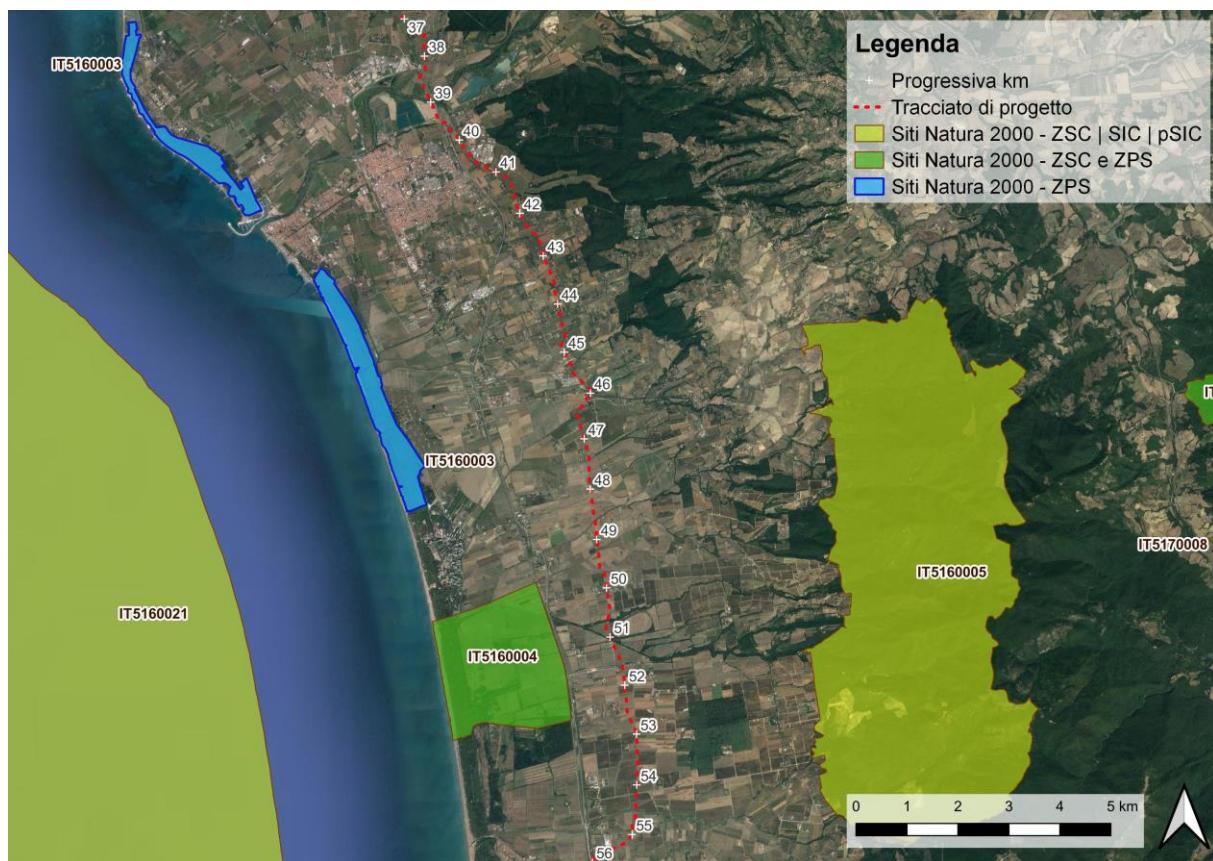 37
38
IT5160003
39
40
41
42
43
44
45
46
47
IT5160003
48
49
50
51
IT5160004
52
53
54
55
56
IT5160021
IT5160005
IT5170008
Legenda
Progressiva km
Tracciato di progetto
Siti Natura 2000 - ZSC | SIC | pSIC
Siti Natura 2000 - ZSC e ZPS
Siti Natura 2000 - ZPS
0 1 2 3 4 5 km